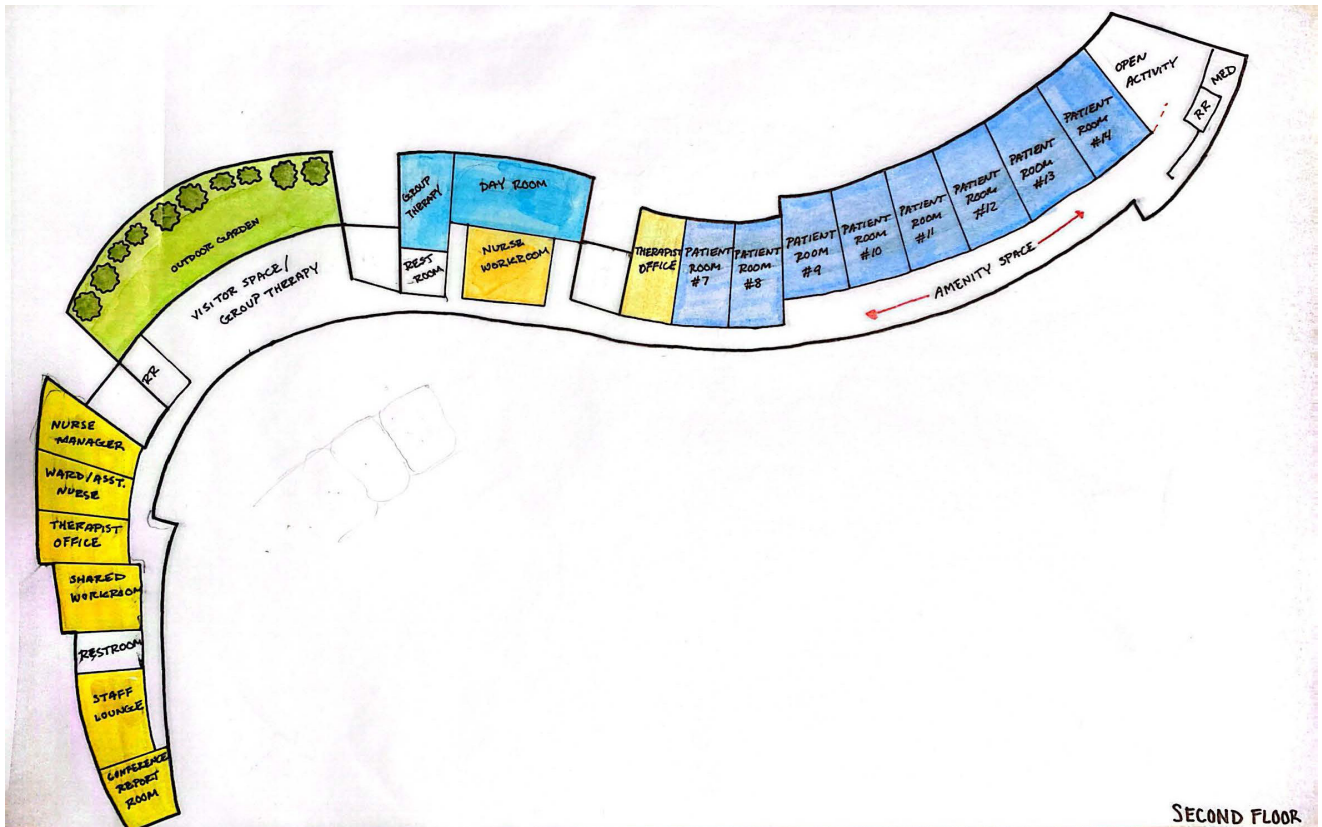 OPEN
ACTIVITY
MRD
RR
PATIENT
ROOM
#14
PATIENT
ROOM
#13
PATIENT
ROOM
#12
PATIENT
ROOM
#11
PATIENT
ROOM
#10
PATIENT
ROOM
#9
PATIENT
ROOM
#8
PATIENT
ROOM
#7
THERAPIST
OFFICE
AMENITY SPACE
DAY ROOM
GROUP
THERAPY
NURSE
WORKROOM
REST
ROOM
OUTDOOR GARDEN
VISITOR SPACE/
GROUP THERAPY
RR
NURSE
MANAGER
WARD/ASST.
NURSE
THERAPIST
OFFICE
SHARED
WORKROOM
RESTROOM
STAFF
LOUNGE
CONFERENCE
REPORT
ROOM
SECOND FLOOR